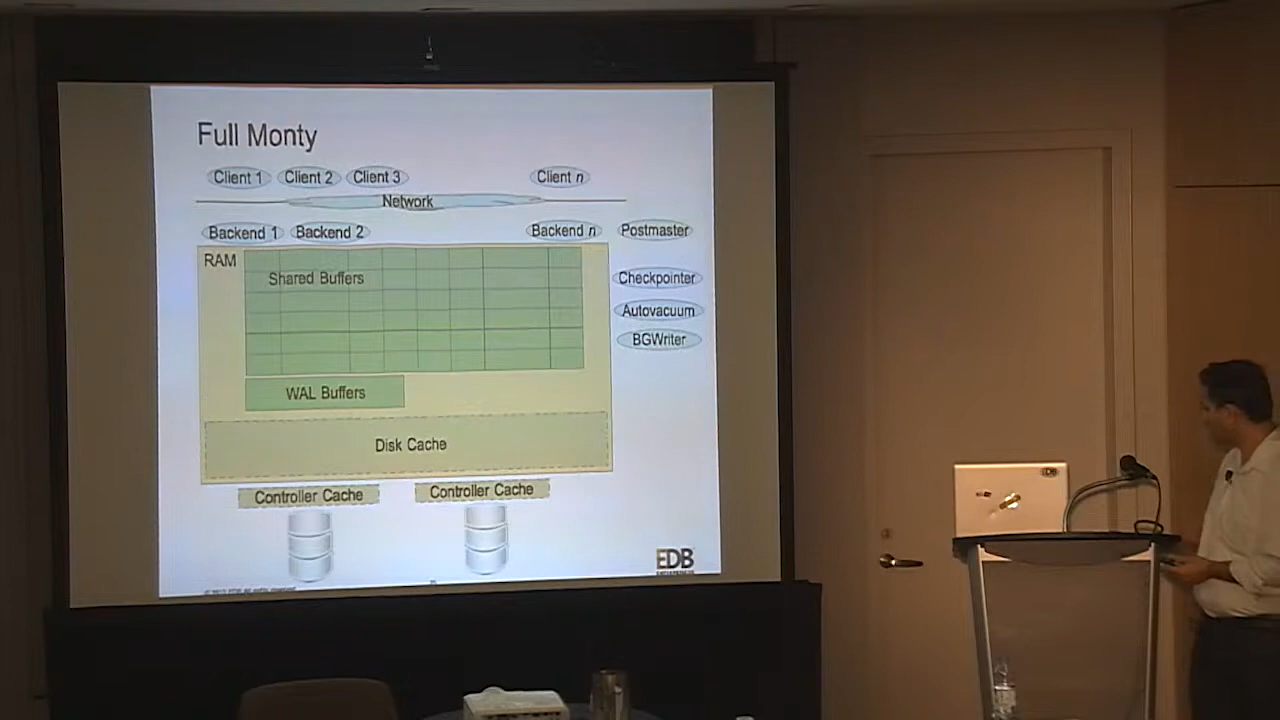 Full Monty
Client 1 Client 2 Client 3 Client n
Network
Backend 1 Backend 2 Backend n Postmaster
RAM
Shared Buffers
Checkpointer
Autovacuum
BGWriter
WAL Buffers
Disk Cache
Controller Cache Controller Cache
EDB
EDB